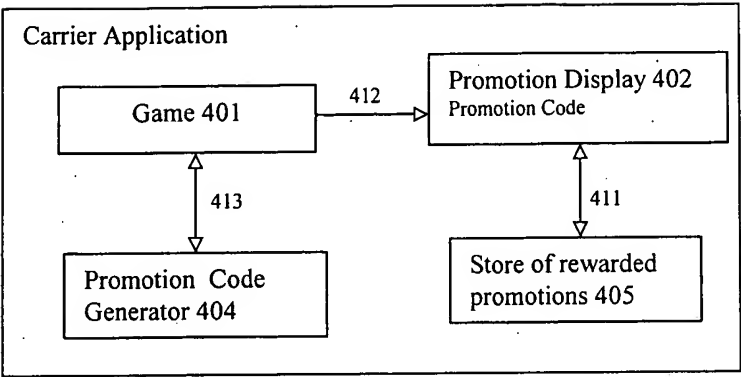 Carrier Application
Game 401
412
Promotion Display 402
Promotion Code
413
411
Promotion Code
Generator 404
Store of rewarded
promotions 405